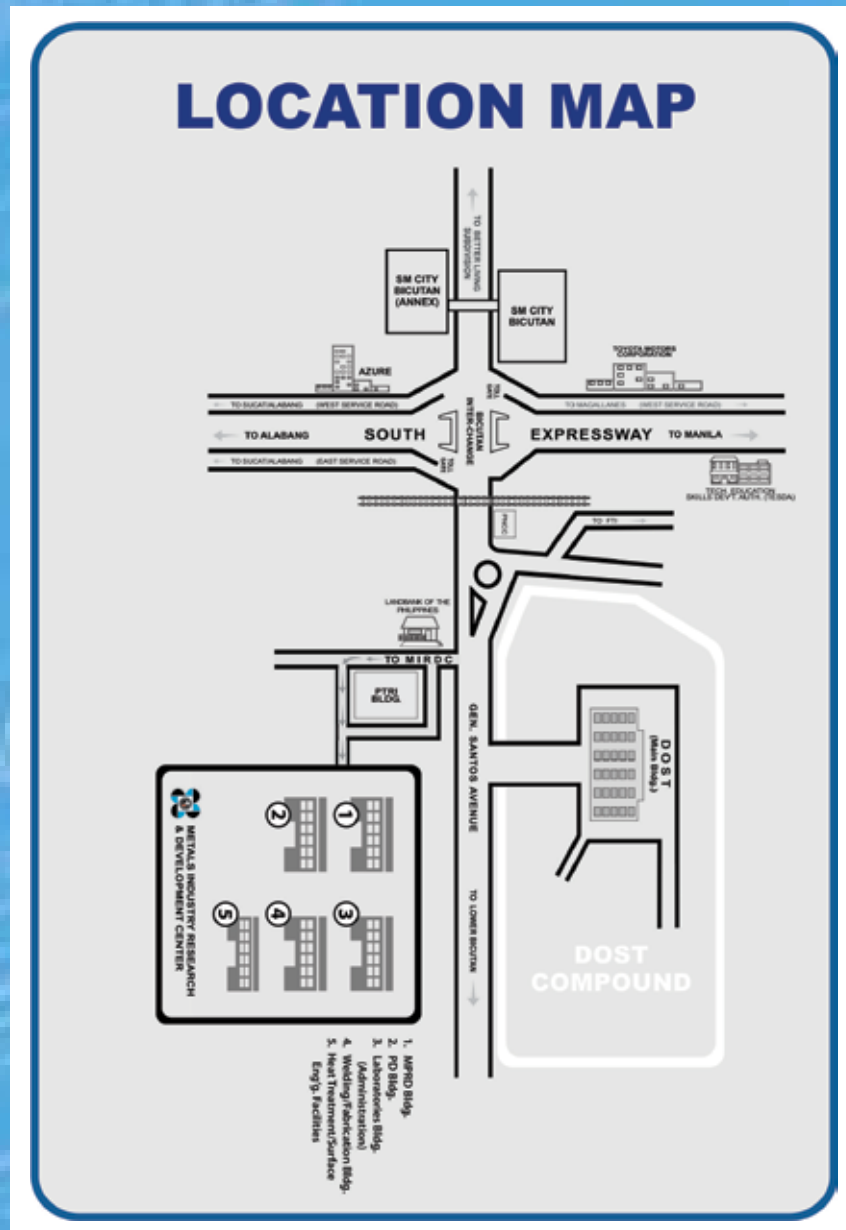 LOCATION MAP
TO BETTER LIVING
SUBDIVISION
SM CITY
BICUTAN
(ANNEX)
SM CITY
BICUTAN
AZURE
TOYOTA MOTORS
CORPORATION
TOLL
GATE
TO SUCAT/ALABANG (WEST SERVICE ROAD)
TO MAGALLANES (WEST SERVICE ROAD)
BICUTAN
INTER-CHANGE
TO ALABANG SOUTH EXPRESSWAY TO MANILA
TO SUCAT/ALABANG (EAST SERVICE ROAD)
TOLL
GATE
TECH. EDUCATION
SKILLS DEV'T. AUTH. (TESDA)
PNCC
TO FTI
LANDBANK OF THE
PHILIPPINES
TO MIRDC
PTRI
BLDG.
GEN. SANTOS AVENUE
DOST
(Main Bldg.)
TO LOWER BICUTAN
DOST
COMPOUND
METALS INDUSTRY RESEARCH
& DEVELOPMENT CENTER
1
2
3
4
5
1. MPRD Bldg.
2. PD Bldg.
3. Laboratories Bldg.
(Administration)
4. Welding/Fabrication Bldg.
5. Heat Treatment/Surface
Eng'g. Facilities